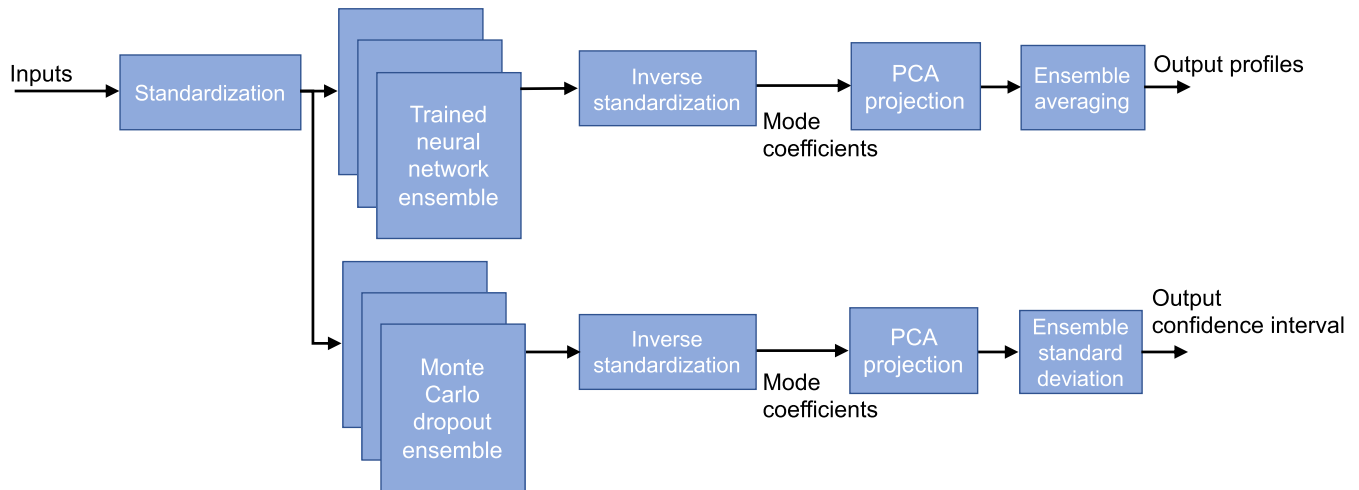 Inputs
Standardization
Trained
neural
network
ensemble
Inverse
standardization
Mode
coefficients
PCA
projection
Ensemble
averaging
Output profiles
Monte
Carlo
dropout
ensemble
Inverse
standardization
Mode
coefficients
PCA
projection
Ensemble
standard
deviation
Output
confidence interval